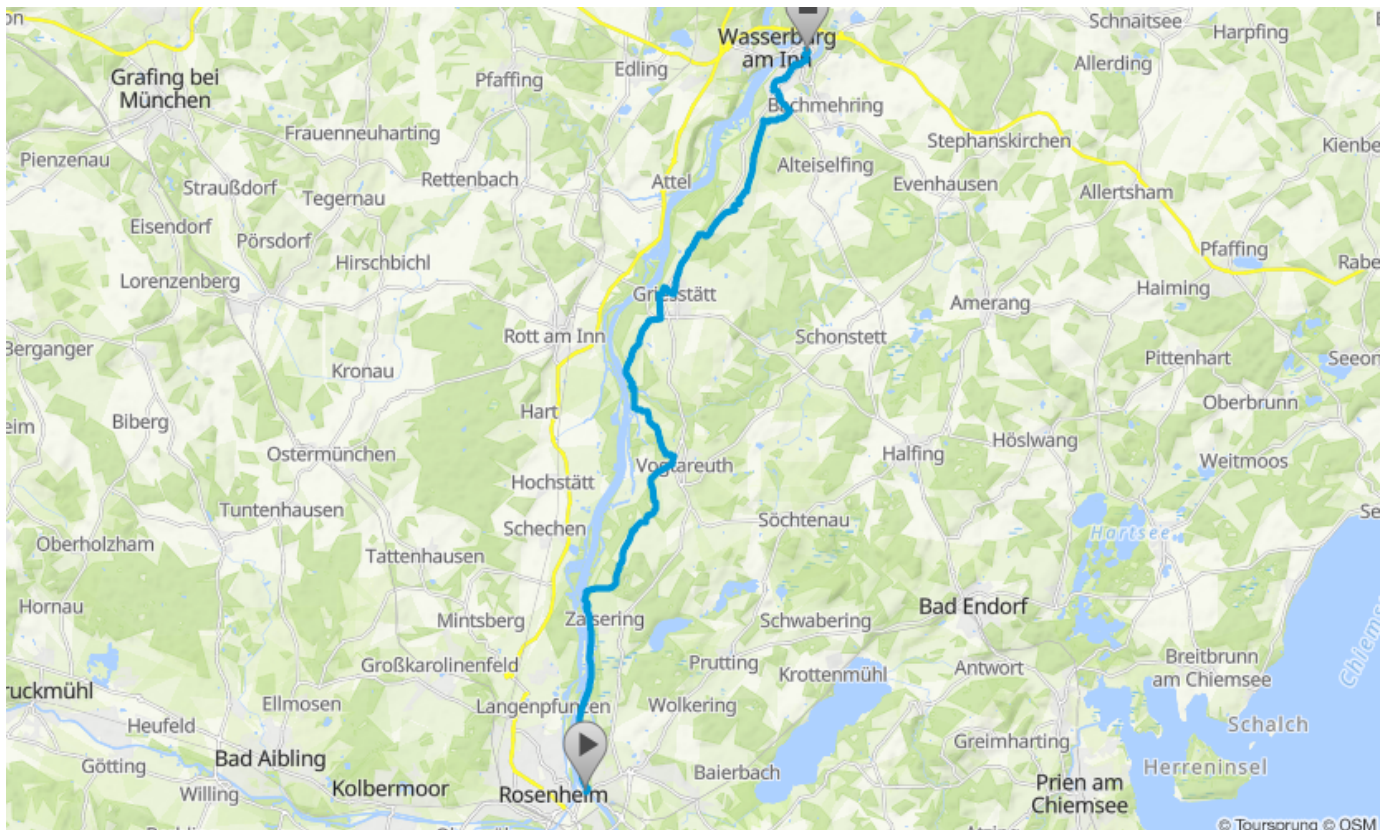 Schnaitsee
Harpfing
Wasserburg
am Inn
Grafing bei
München
Pfaffing
Edling
Allerding
Bachmehring
Frauenneuharting
Stephanskirchen
Pienzenau
Straußdorf
Rettenbach
Attel
Alteiselfing
Evenhausen
Allertsham
Tegernau
Eisendorf
Pörsdorf
Hirschbichl
Pfaffing
Lorenzenberg
Griesstätt
Amerang
Haiming
Rott am Inn
Schonstett
Berganger
Kronau
Pittenhart
Hart
Biberg
Oberbrunn
Ostermünchen
Vogtareuth
Halfing
Höslwang
Weitmoos
Hochstätt
Tuntenhausen
Schechen
Söchtenau
Hartsee
Oberholzham
Tattenhausen
Hornau
Mintsberg
Zaisering
Schwabering
Bad Endorf
Großkarolinenfeld
Prutting
Krottenmühl
Antwort
Breitbrunn
am Chiemsee
ruckmühl
Ellmosen
Langenpfunzen
Wolkering
Heufeld
Schalch
Greimharting
Götting
Bad Aibling
Baierbach
Herreninsel
Willing
Kolbermoor
Rosenheim
Prien am
Chiemsee
© Toursprung © OSM